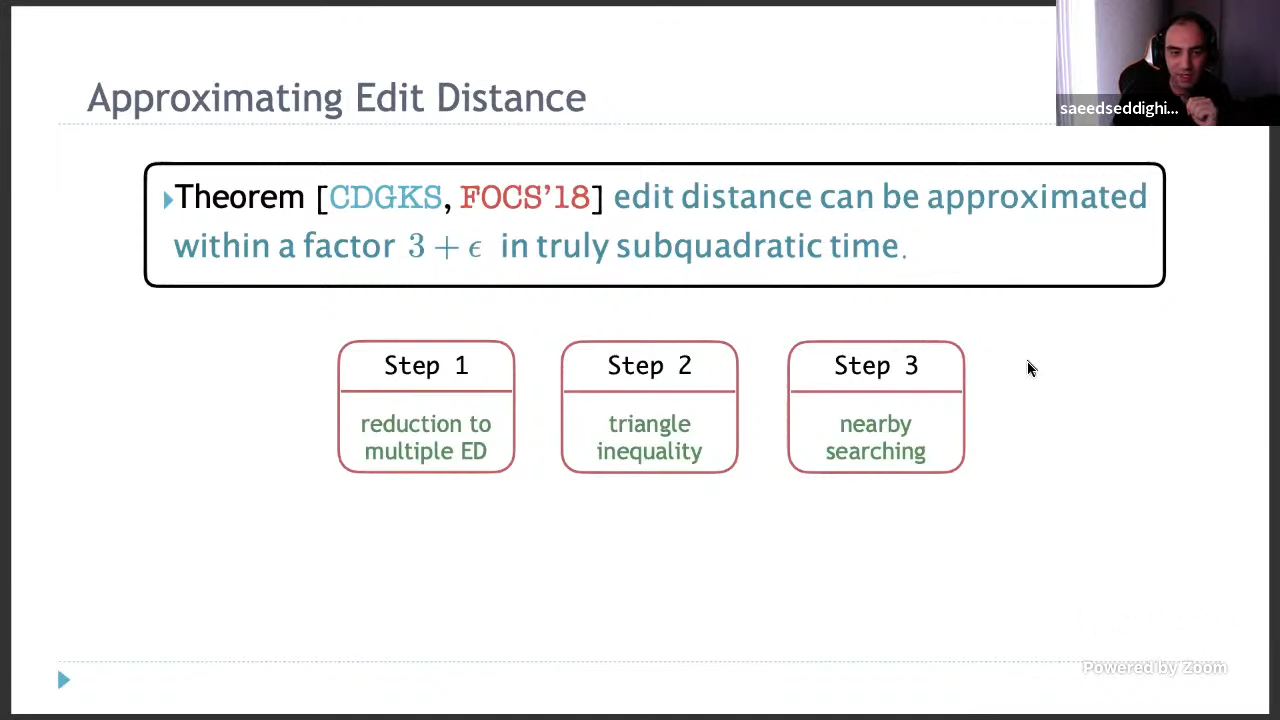 Approximating Edit Distance
saeedseddighi...
Theorem [CDGKS, FOCS'18] edit distance can be approximated
within a factor 3 + ϵ in truly subquadratic time.
Step 1
reduction to
multiple ED
Step 2
triangle
inequality
Step 3
nearby
searching
Powered by Zoom